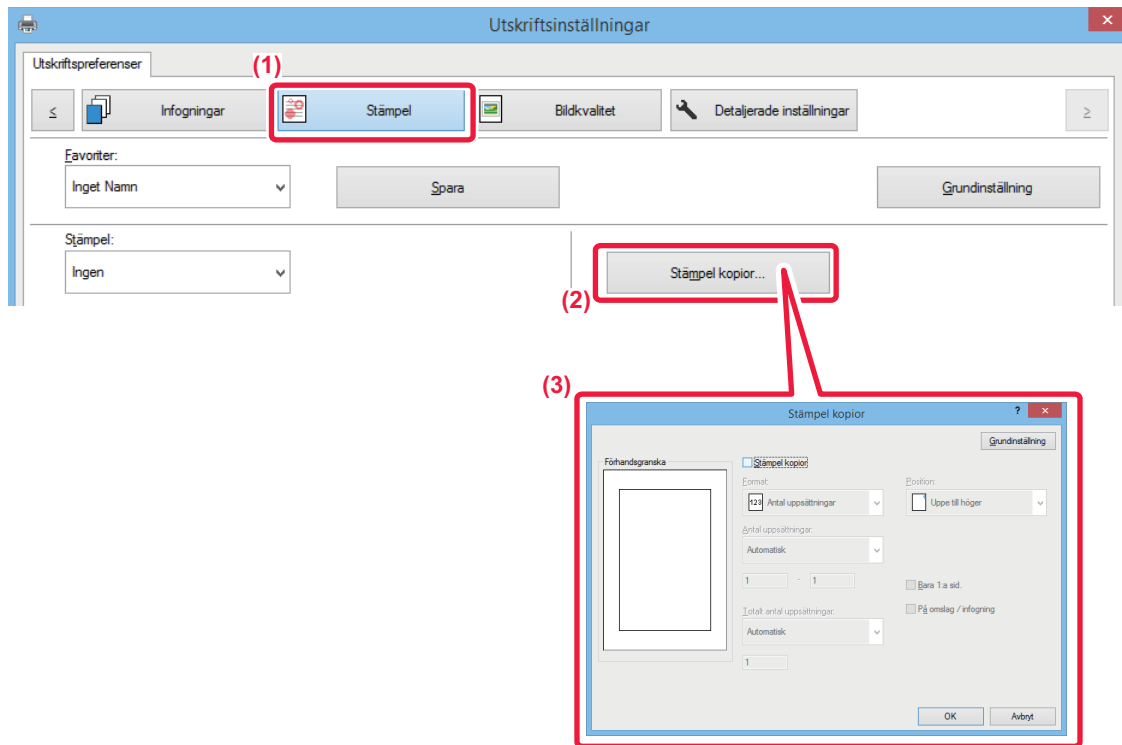 Utskriftsinställningar
Utskriftspreferenser
(1)
≤ Infogningar Stämpel Bildkvalitet Detaljerade inställningar ≥
Favoriter:
Inget Namn Spara Grundinställning
Stämpel:
Ingen Stämpel kopior...
(2)
(3)
Stämpel kopior ?
Grundinställning
Förhandsgranska Stämpel kopior
Format: Position:
123 Antal uppsättningar Uppe till höger
Antal uppsättningar:
Automatisk
1 - 1 Bara 1:a sid.
På omslag / infogning
Totalt antal uppsättningar:
Automatisk
1
OK Avbryt